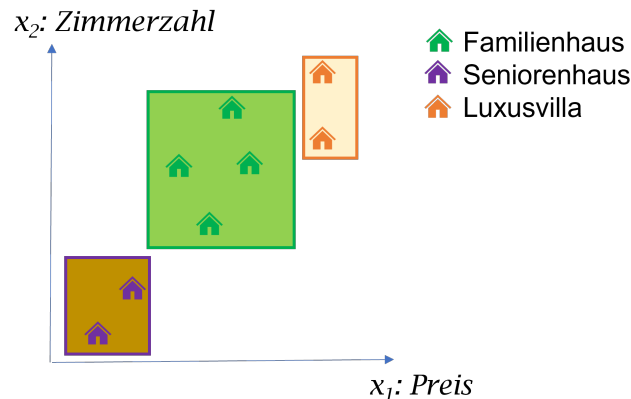 x₂: Zimmerzahl
Familienhaus
Seniorenhaus
Luxusvilla
x₁: Preis